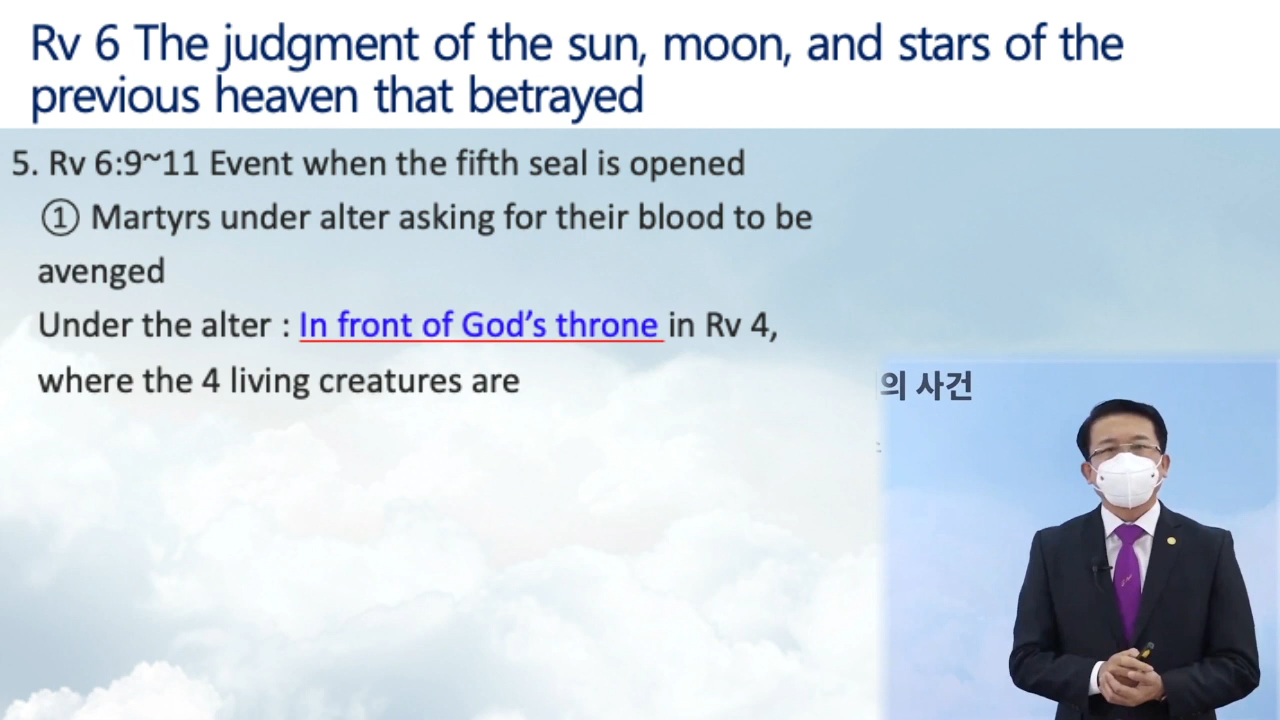 Rv 6 The judgment of the sun, moon, and stars of the
previous heaven that betrayed
5. Rv 6:9~11 Event when the fifth seal is opened
① Martyrs under alter asking for their blood to be
avenged
Under the alter : In front of God's throne in Rv 4,
where the 4 living creatures are
의 사건